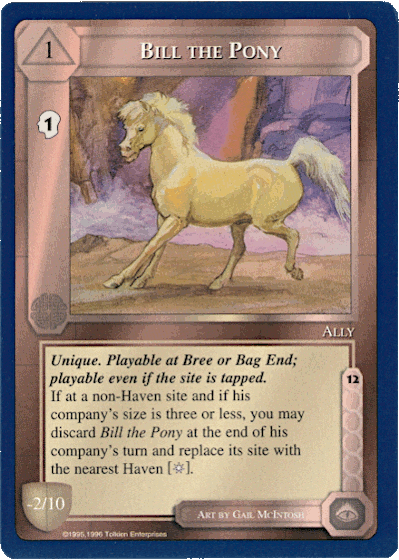 1
BILL THE PONY
1
ALLY
Unique. Playable at Bree or Bag End;
playable even if the site is tapped.
If at a non-Haven site and if his
company's size is three or less, you may
discard Bill the Pony at the end of his
company's turn and replace its site with
the nearest Haven [☼].
12
-2/10
ART BY GAIL MCINTOSH
©1995,1996 Tolkien Enterprises